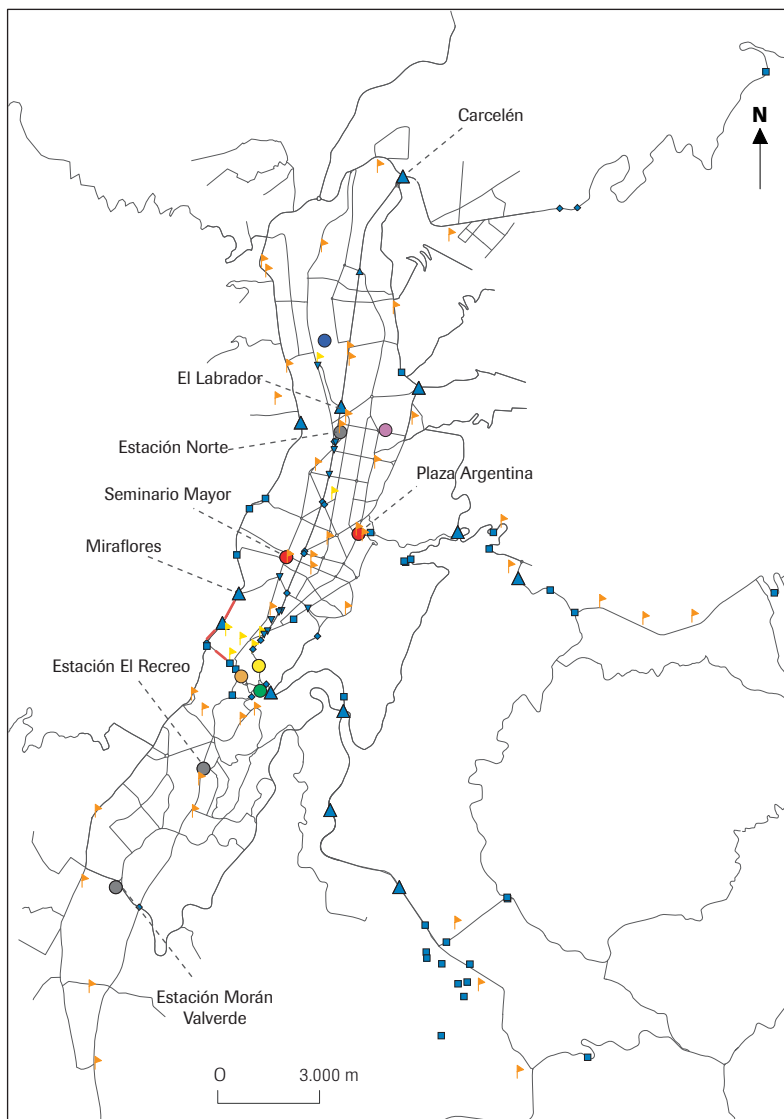 Carcelén
N
El Labrador
Estación Norte
Plaza Argentina
Seminario Mayor
Miraflores
Estación El Recreo
Estación Morán
Valverde
O
3.000 m